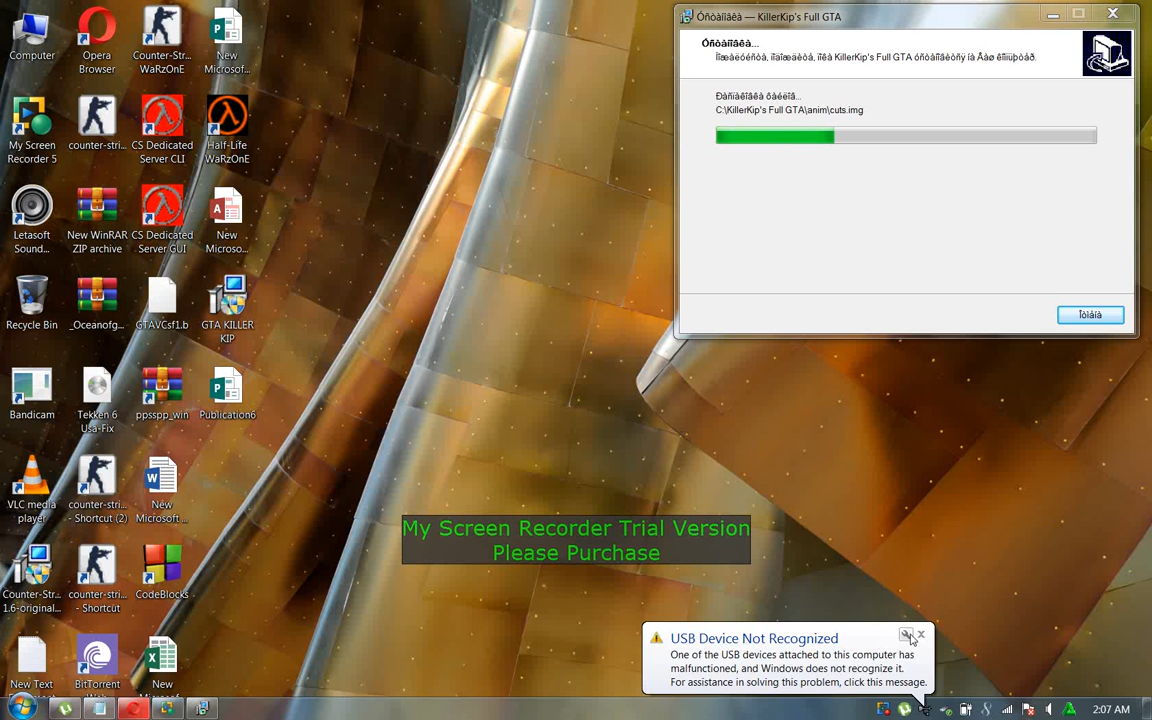 Computer
Opera
Browser
Counter-Str...
WaRzOnE
New
Microsof...
My Screen
Recorder 5
counter-stri...
CS Dedicated
Server CLI
Half-Life
WaRzOnE
Letasoft
Sound...
New WinRAR
ZIP archive
CS Dedicated
Server GUI
New
Microso...
Recycle Bin
_Oceanofg...
GTAVCsf1.b
GTA KILLER
KIP
Bandicam
Tekken 6
Usa-Fix
ppsspp_win
Publication6
VLC media
player
counter-stri...
- Shortcut (2)
New
Microsoft ...
Counter-Str...
1.6-original...
counter-stri...
- Shortcut
CodeBlocks
New Text
BitTorrent
New
Óñòàíîâêà — KillerKip's Full GTA
Óñòàíîâêà...
Ïîæàëóéñòà, ïîäîæäèòå, ïîêà KillerKip's Full GTA óñòàíîâèòñÿ íà Âàø êîìïüþòåð.
Ðàñïàêîâêà ôàéëîâ...
C:\KillerKip's Full GTA\anim\cuts.img
Îòìåíà
My Screen Recorder Trial Version
Please Purchase
USB Device Not Recognized
One of the USB devices attached to this computer has
malfunctioned, and Windows does not recognize it.
For assistance in solving this problem, click this message.
2:07 AM